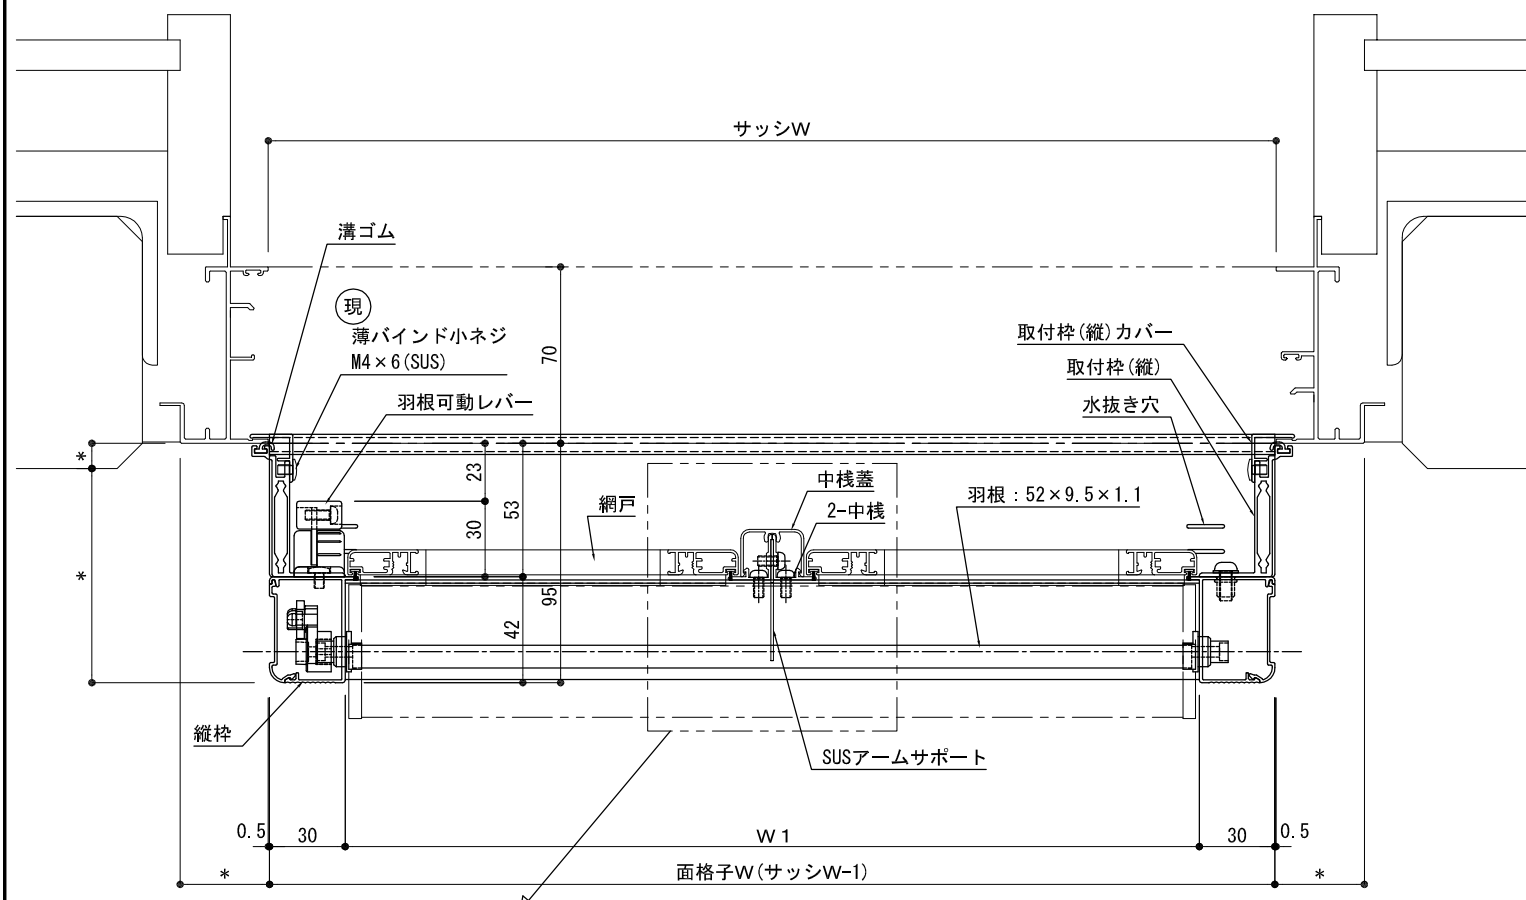 サッシW
溝ゴム
現
薄バインド小ネジ
M4×6(SUS)
羽根可動レバー
70
取付枠(縦)カバー
取付枠(縦)
水抜き穴
*
23
53
30
網戸
中桟蓋
2-中桟
羽根：52×9.5×1.1
*
95
42
縦枠
SUSアームサポート
0.5
30
W1
30
0.5
*
面格子W(サッシW-1)
*